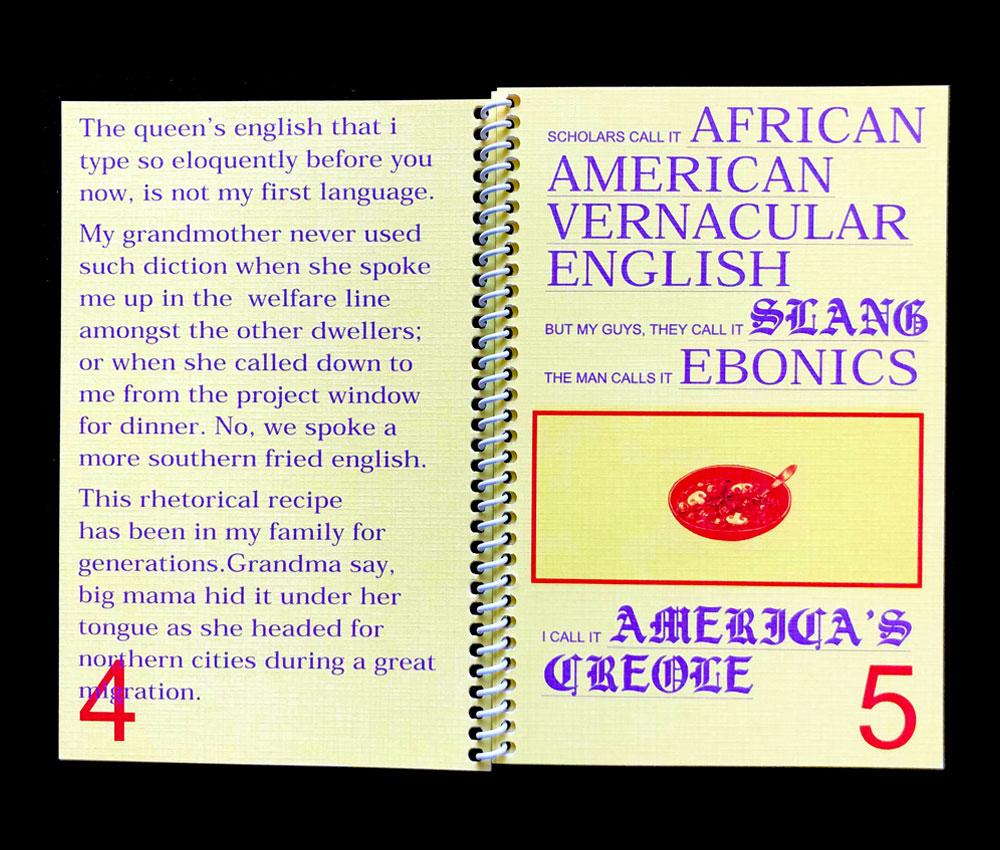 The queen's english that i
type so eloquently before you
now, is not my first language.
My grandmother never used
such diction when she spoke
me up in the welfare line
amongst the other dwellers;
or when she called down to
me from the project window
for dinner. No, we spoke a
more southern fried english.
This rhetorical recipe
has been in my family for
generations.Grandma say,
big mama hid it under her
tongue as she headed for
northern cities during a great
migration.
4
SCHOLARS CALL IT AFRICAN
AMERICAN
VERNACULAR
ENGLISH
BUT MY GUYS, THEY CALL IT SLANG
THE MAN CALLS IT EBONICS
I CALL IT AMERICA'S
CREOLE
5